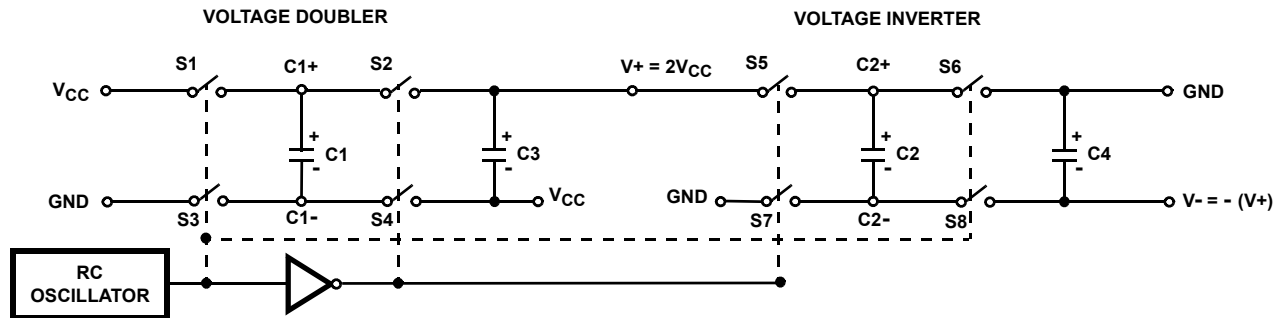 VOLTAGE DOUBLER
VOLTAGE INVERTER
S1 C1+ S2 V+ = 2VCC S5 C2+ S6
VCC GND
+ + + +
C1 C3 C2 C4
- - - -
GND VCC GND V- = - (V+)
S3 C1- S4 S7 C2- S8
RC
OSCILLATOR